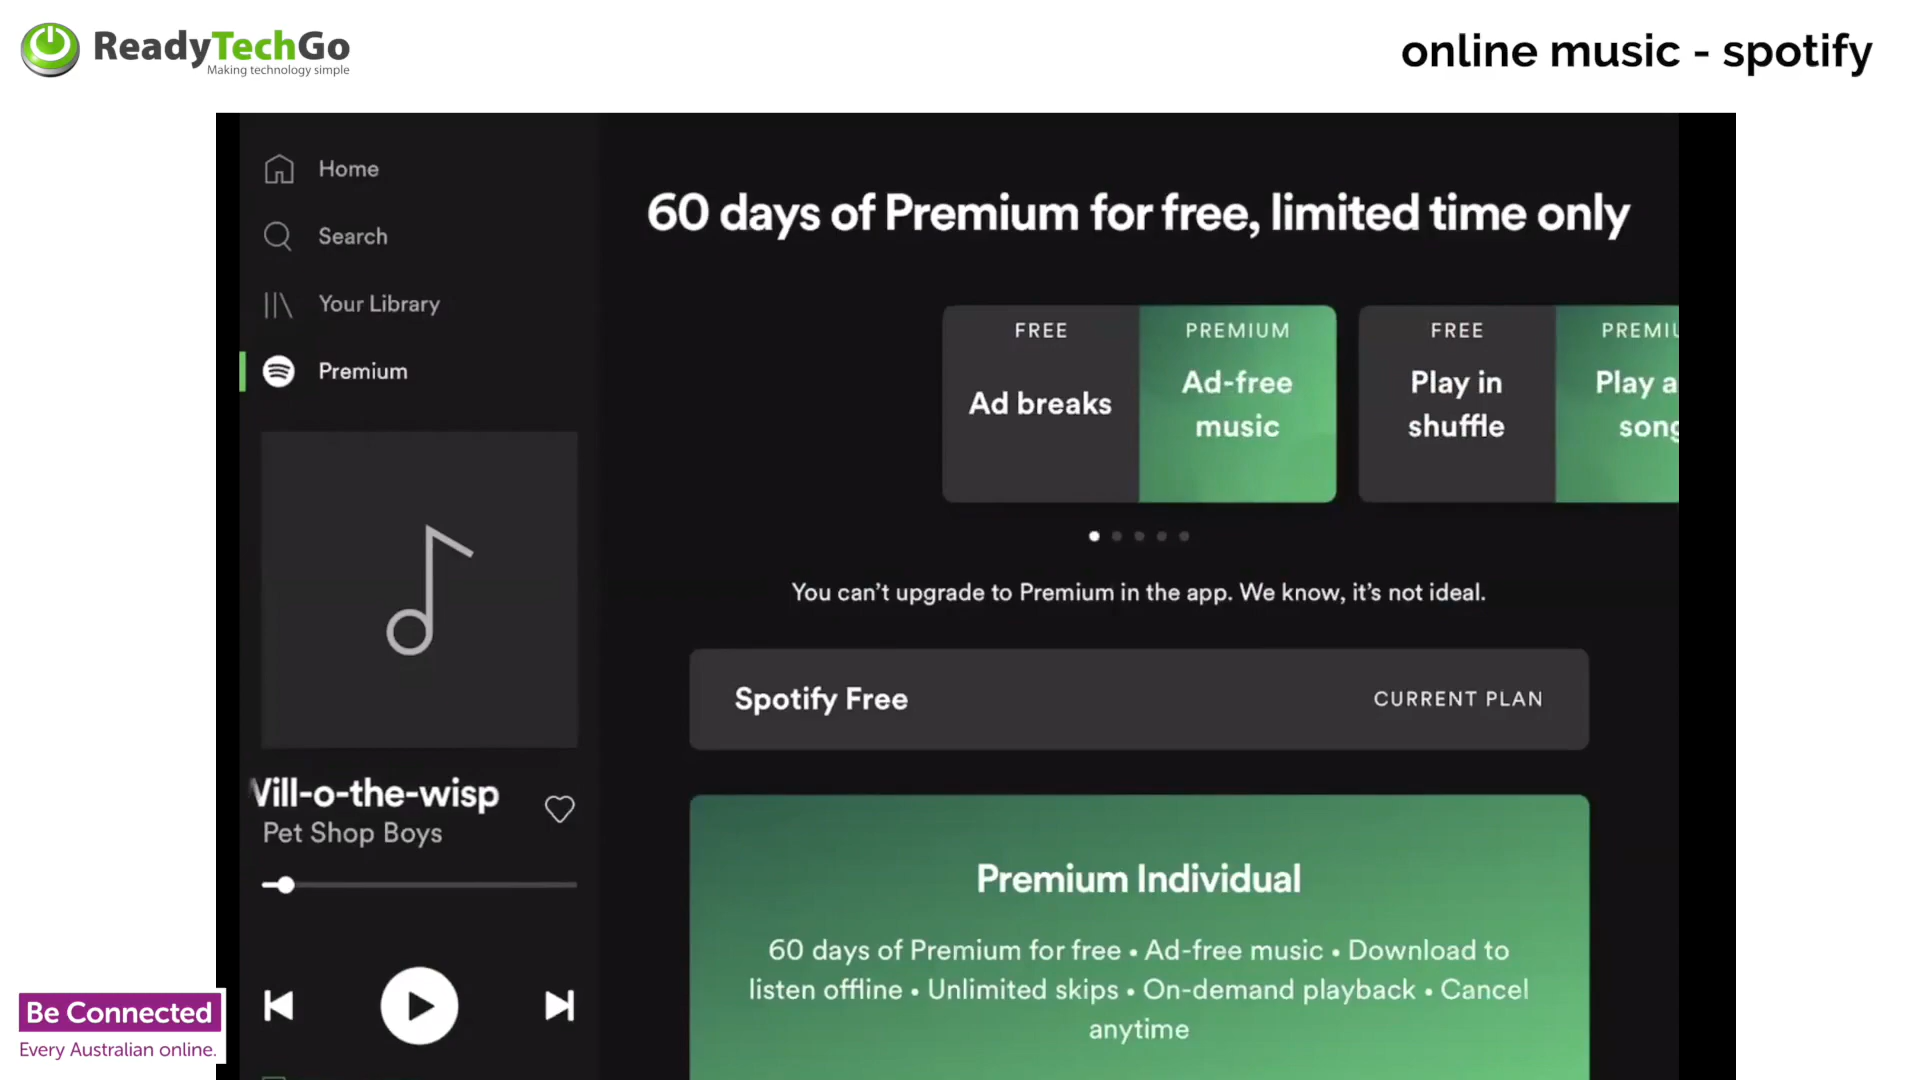 ReadyTechGo
Making technology simple
online music - spotify
Home
Search
Your Library
Premium
60 days of Premium for free, limited time only
FREE
Ad breaks
PREMIUM
Ad-free
music
FREE
Play in
shuffle
PREMIU
Play a
song
You can't upgrade to Premium in the app. We know, it's not ideal.
Spotify Free
CURRENT PLAN
Will-o-the-wisp
Pet Shop Boys
Premium Individual
60 days of Premium for free • Ad-free music • Download to
listen offline • Unlimited skips • On-demand playback • Cancel
anytime
Be Connected
Every Australian online.